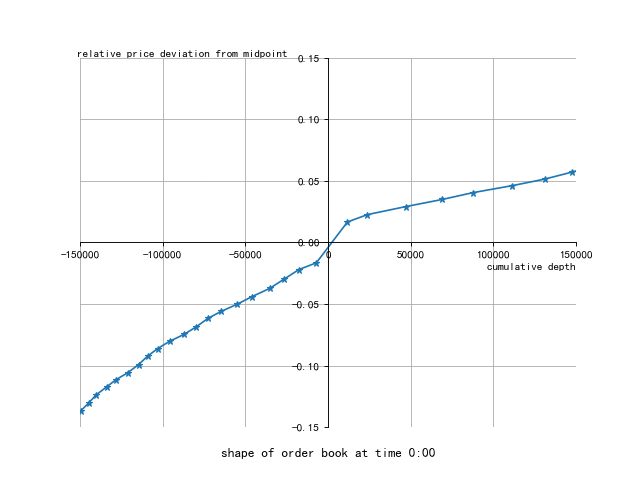 relative price deviation from midpoint
0.15
0.10
0.05
0.00
-150000 -100000 -50000 0 50000 100000 150000
cumulative depth
-0.05
-0.10
-0.15
shape of order book at time 0:00